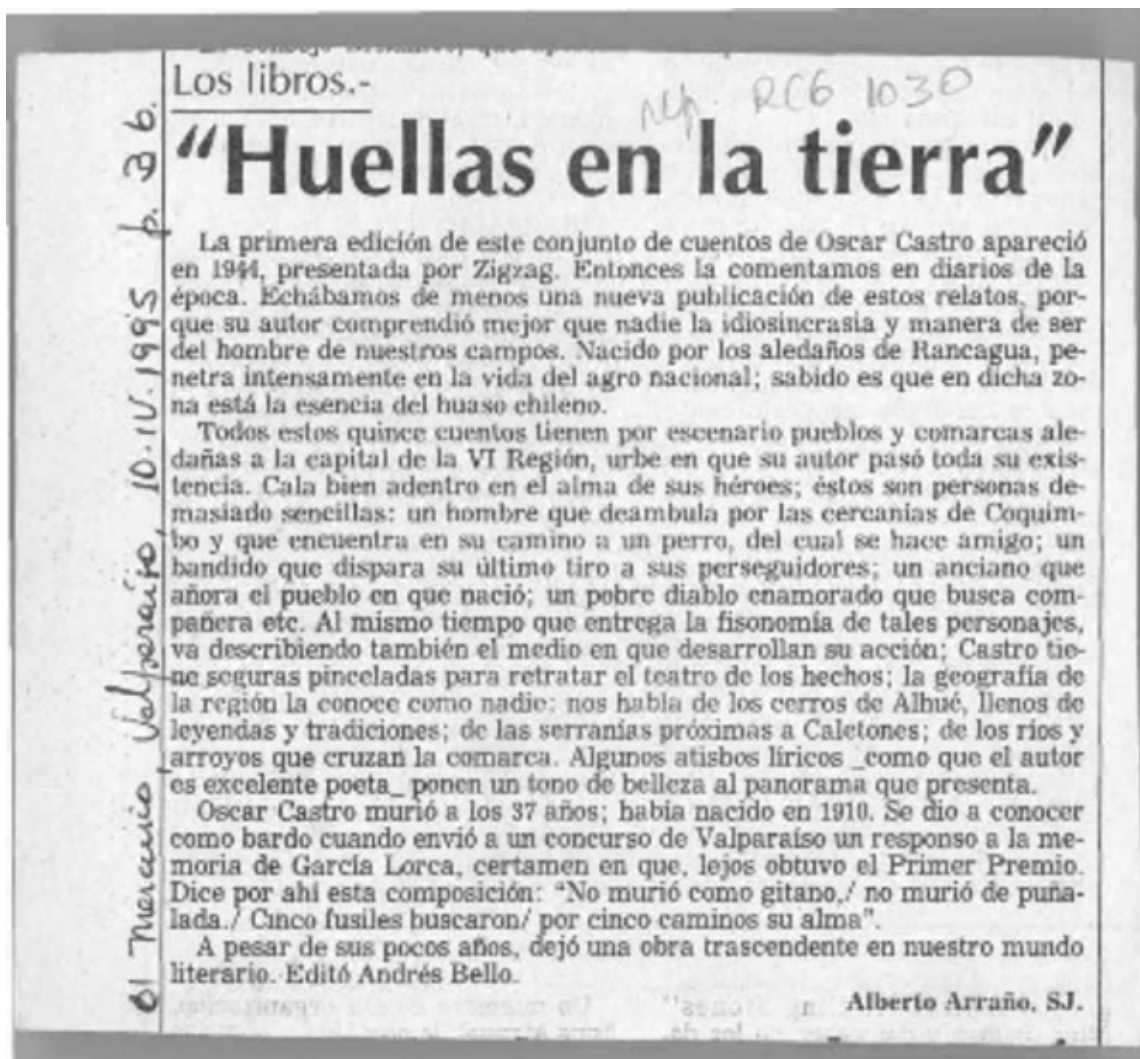 Los libros.-
rep. RCG 1030
"Huellas en la tierra"
La primera edición de este conjunto de cuentos de Oscar Castro apareció
en 1944, presentada por Zigzag. Entonces la comentamos en diarios de la
época. Echábamos de menos una nueva publicación de estos relatos, por-
que su autor comprendió mejor que nadie la idiosincrasia y manera de ser
del hombre de nuestros campos. Nacido por los aledaños de Rancagua, pe-
netra intensamente en la vida del agro nacional; sabido es que en dicha zo-
na está la esencia del huaso chileno.
Todos estos quince cuentos tienen por escenario pueblos y comarcas ale-
dañas a la capital de la VI Región, urbe en que su autor pasó toda su exis-
tencia. Cala bien adentro en el alma de sus héroes; éstos son personas de-
masiado sencillas: un hombre que deambula por las cercanías de Coquim-
bo y que encuentra en su camino a un perro, del cual se hace amigo; un
bandido que dispara su último tiro a sus perseguidores; un anciano que
añora el pueblo en que nació; un pobre diablo enamorado que busca com-
pañera etc. Al mismo tiempo que entrega la fisonomía de tales personajes,
va describiendo también el medio en que desarrollan su acción; Castro tie-
ne seguras pinceladas para retratar el teatro de los hechos; la geografía de
la región la conoce como nadie: nos habla de los cerros de Alhué, llenos de
leyendas y tradiciones; de las serranías próximas a Caletones; de los ríos y
arroyos que cruzan la comarca. Algunos atisbos líricos _como que el autor
es excelente poeta_ ponen un tono de belleza al panorama que presenta.
Oscar Castro murió a los 37 años; había nacido en 1910. Se dio a conocer
como bardo cuando envió a un concurso de Valparaíso un responso a la me-
moria de García Lorca, certamen en que, lejos obtuvo el Primer Premio.
Dice por ahí esta composición: "No murió como gitano,/ no murió de puña-
lada./ Cinco fusiles buscaron/ por cinco caminos su alma".
A pesar de sus pocos años, dejó una obra trascendente en nuestro mundo
literario. Editó Andrés Bello.
Alberto Arraño, SJ.
El Mercurio, Valparaíso, 10.IV.1995 p. a6.